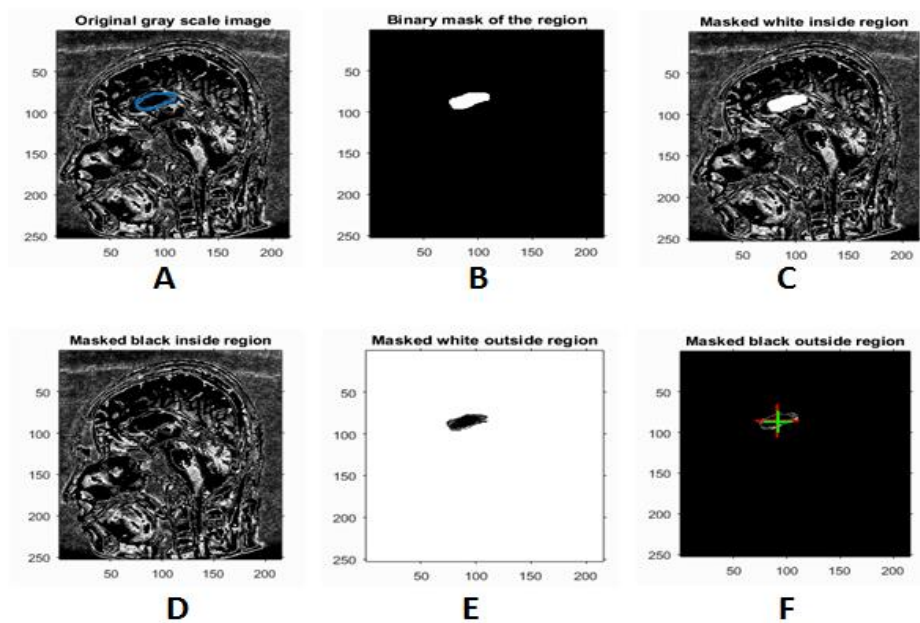 Original gray scale image
Binary mask of the region
Masked white inside region
50
100
150
200
250
50 100 150 200
A
50
100
150
200
250
50 100 150 200
B
50
100
150
200
250
50 100 150 200
C
Masked black inside region
Masked white outside region
Masked black outside region
50
100
150
200
250
50 100 150 200
D
50
100
150
200
250
50 100 150 200
E
50
100
150
200
250
50 100 150 200
F